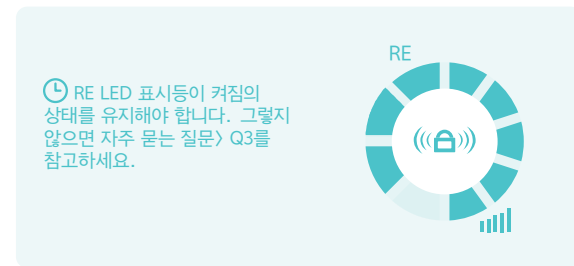 RE
RE LED 표시등이 켜짐의
상태를 유지해야 합니다. 그렇지
않으면 자주 묻는 질문> Q3를
참고하세요.